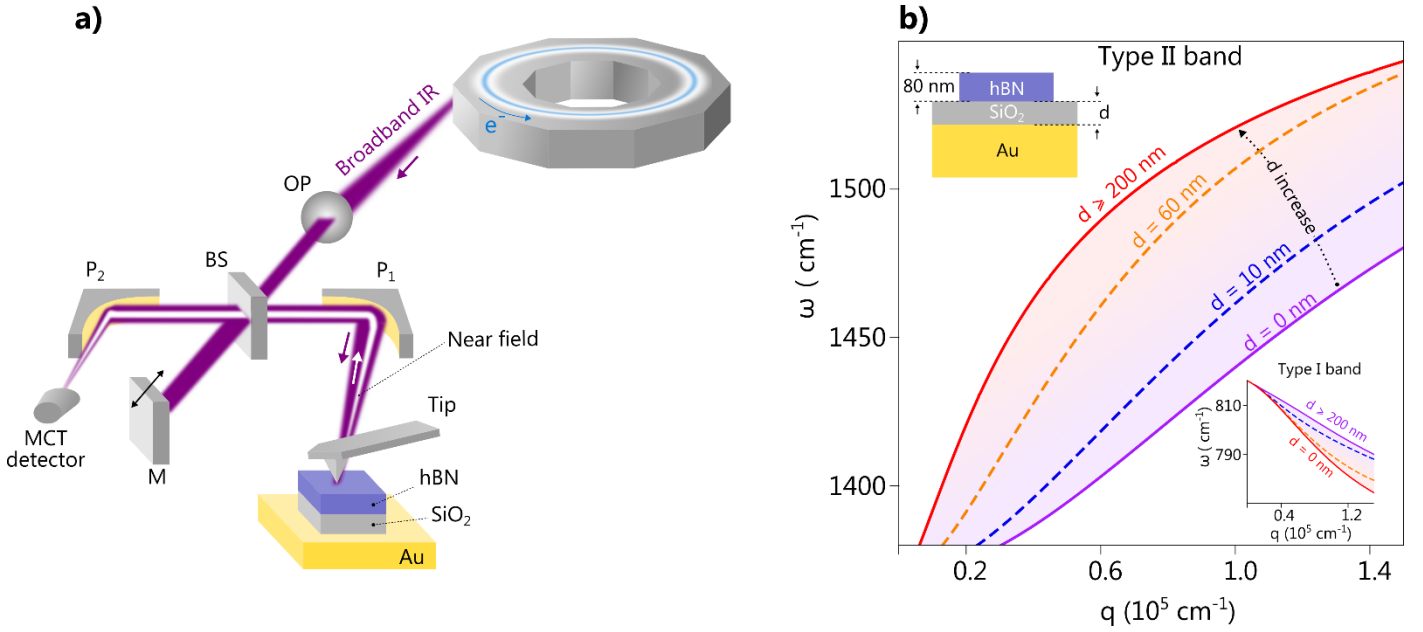 a)
Broadband IR
e⁻
OP
BS
P₂
P₁
Near field
Tip
MCT
detector
M
hBN
SiO₂
Au
b)
Type II band
80 nm
hBN
SiO₂
d
Au
d ⩾ 200 nm
d = 60 nm
d increase
d = 10 nm
d = 0 nm
1500
1450
1400
ω ( cm⁻¹)
0.2 0.6 1.0 1.4
q (10⁵ cm⁻¹)
Type I band
810
790
ω ( cm⁻¹)
d ⩾ 200 nm
d = 0 nm
0.4 1.2
q (10⁵ cm⁻¹)